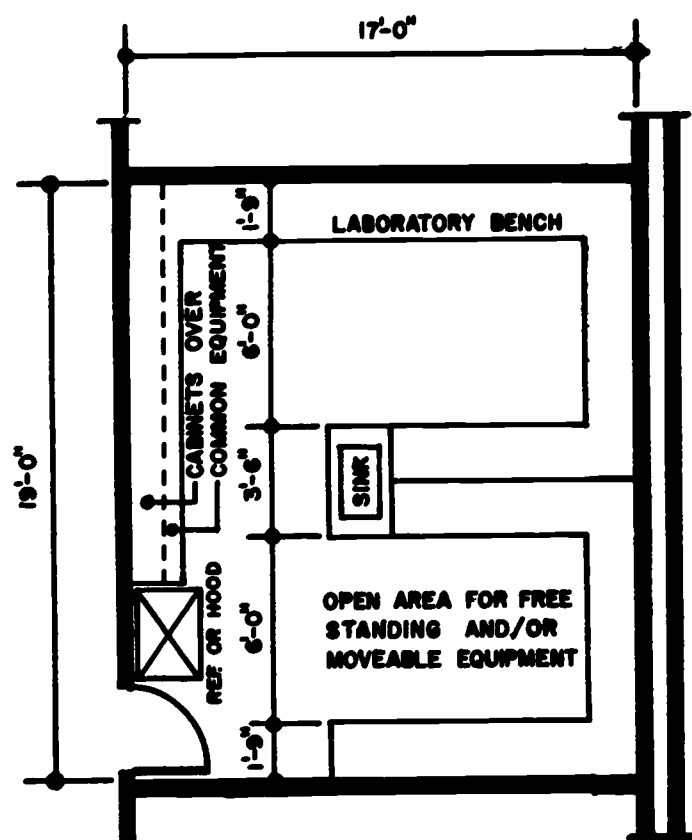 17'-0"
1'-9"
LABORATORY BENCH
CABINETS OVER
COMMON EQUIPMENT
6'-0"
19'-0"
3'-6"
SINK
REF. OR HOOD
6'-0"
OPEN AREA FOR FREE
STANDING AND/OR
MOVEABLE EQUIPMENT
1'-9"